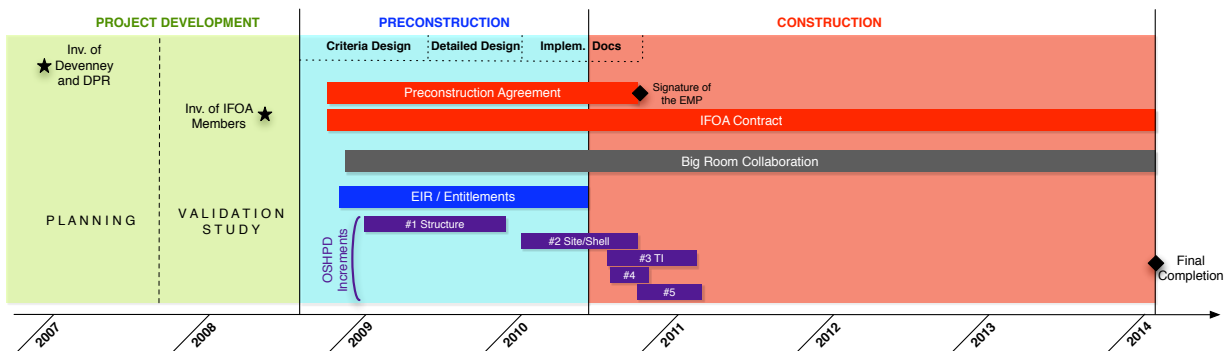 PROJECT DEVELOPMENT
PRECONSTRUCTION
CONSTRUCTION
Inv. of
Devenney
and DPR
Criteria Design
Detailed Design
Implem. Docs
Inv. of IFOA
Members
Preconstruction Agreement
Signature of
the EMP
IFOA Contract
Big Room Collaboration
EIR / Entitlements
PLANNING
VALIDATION
STUDY
OSHPD
Increments
#1 Structure
#2 Site/Shell
#3 TI
#4
#5
Final
Completion
2007
2008
2009
2010
2011
2012
2013
2014